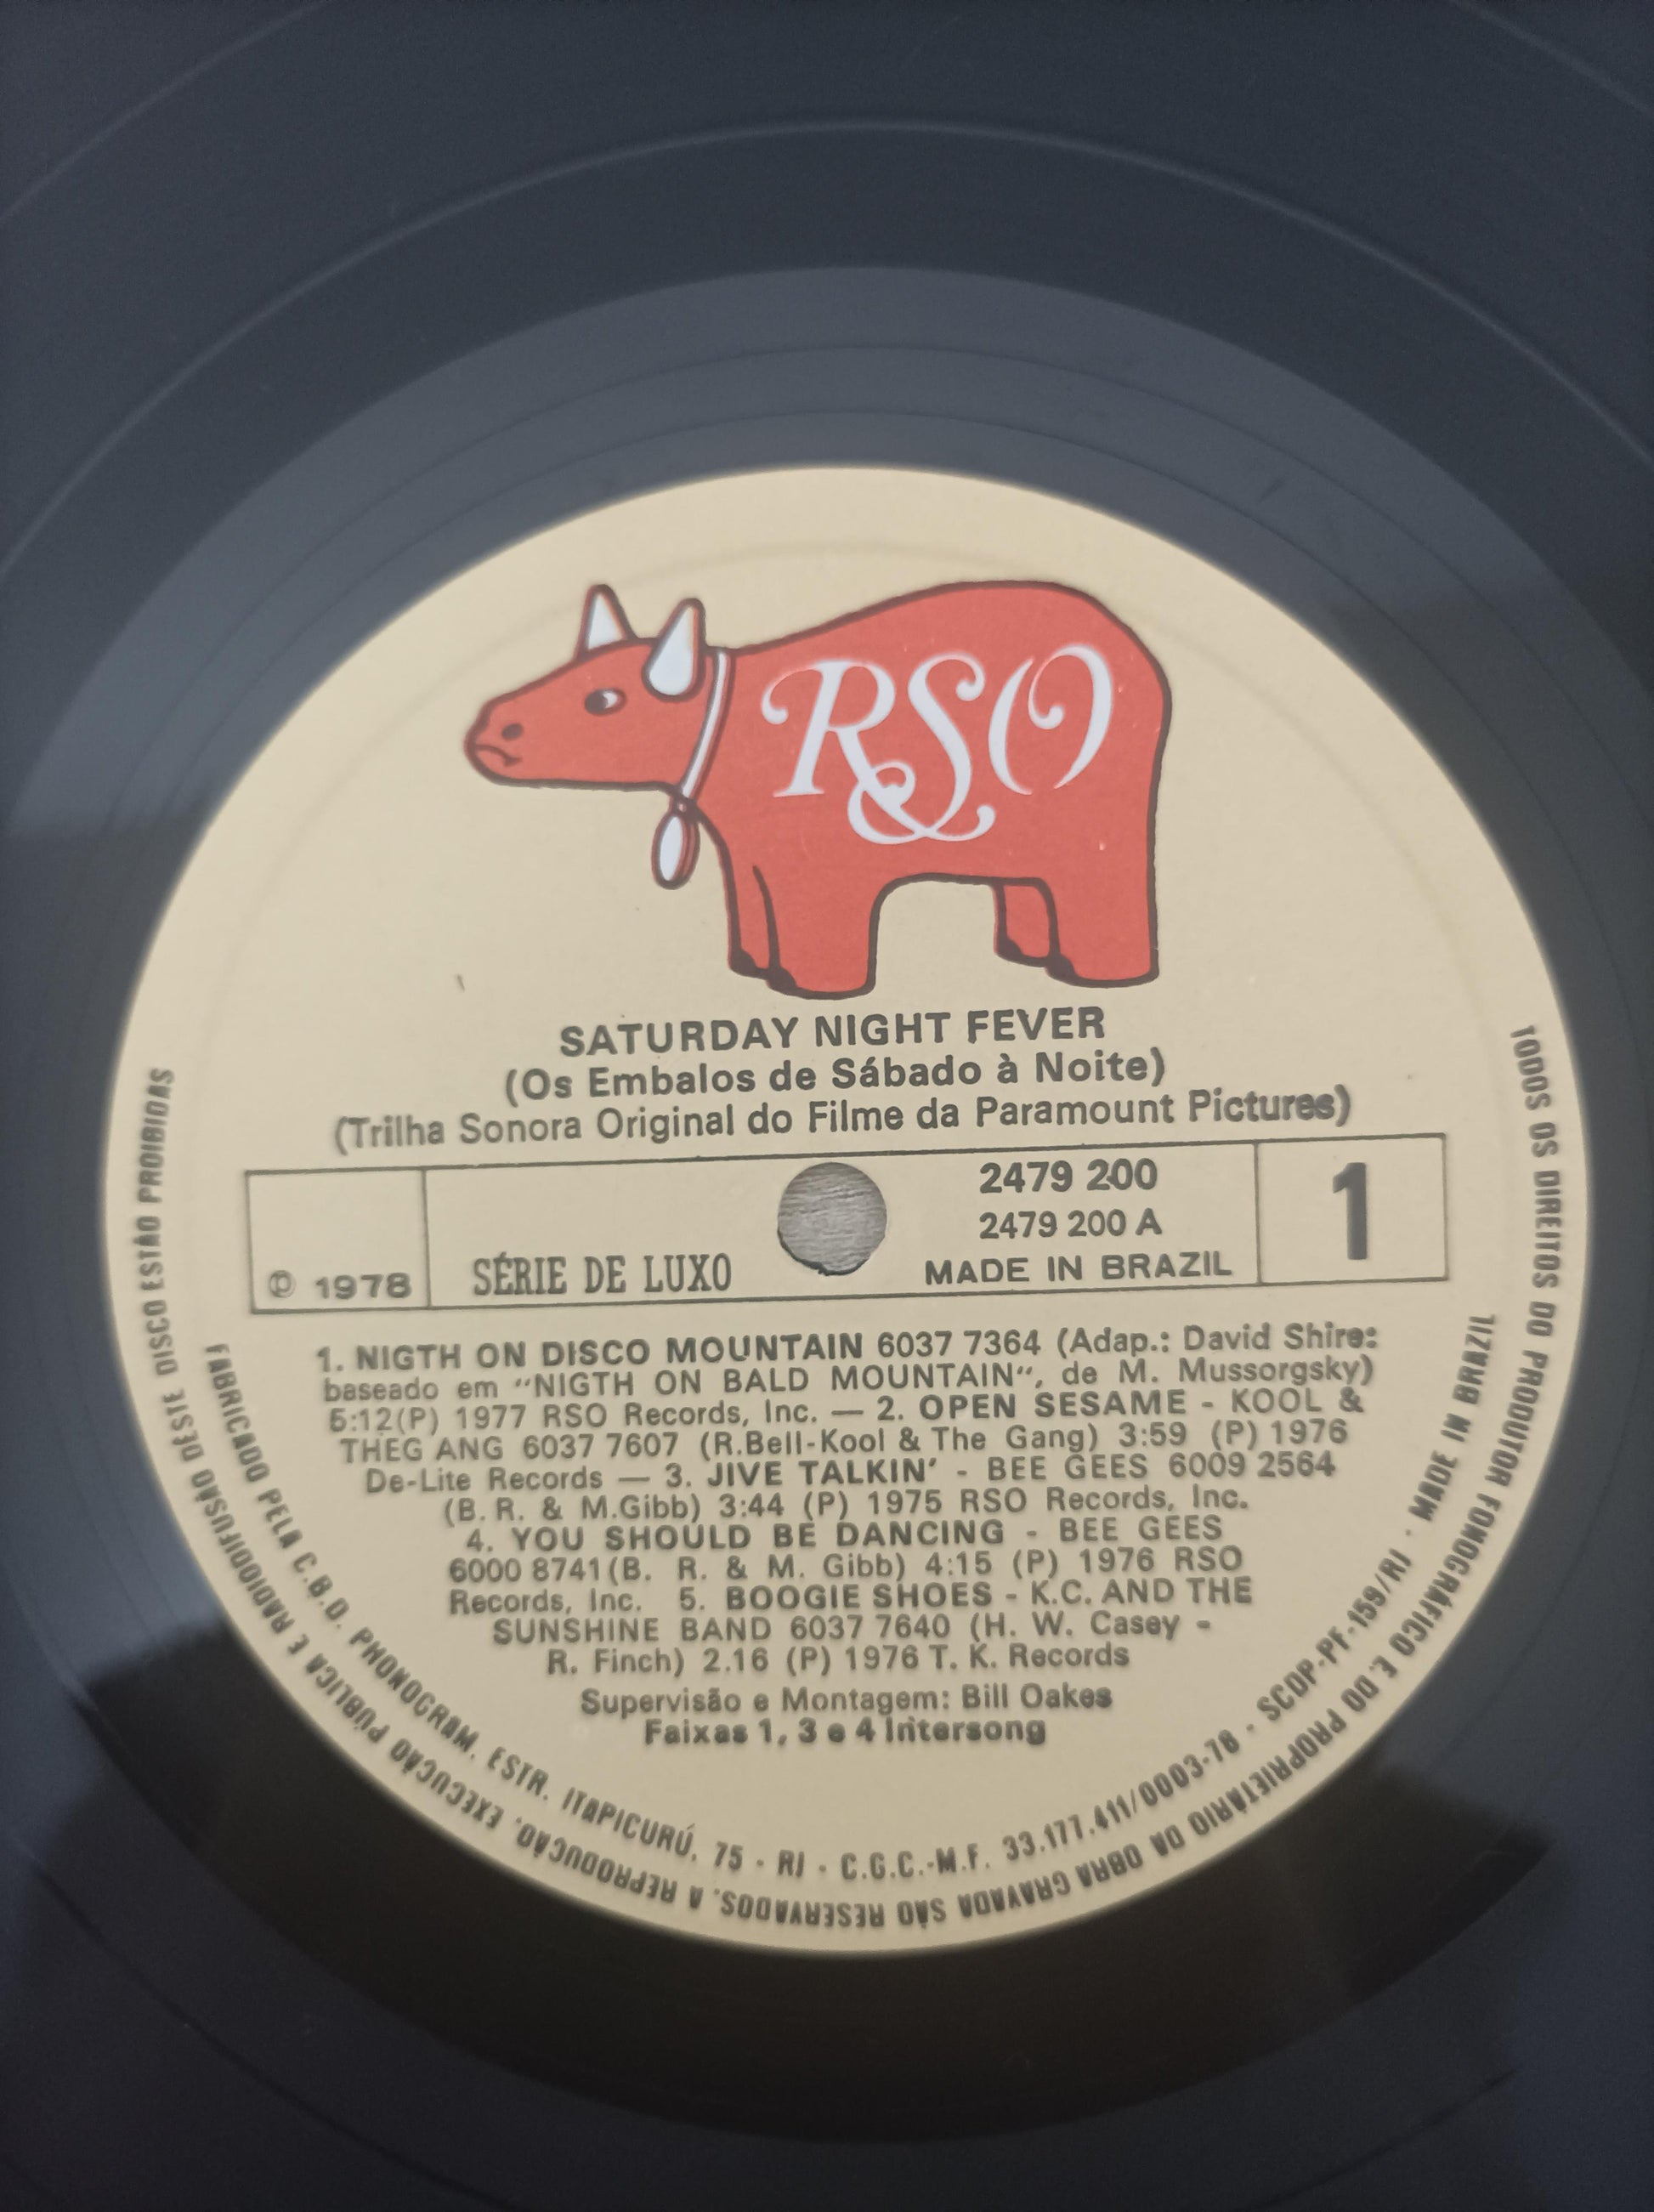 RSO
SATURDAY NIGHT FEVER
(Os Embalos de Sábado à Noite)
(Trilha Sonora Original do Filme da Paramount Pictures)
℗ 1978
SÉRIE DE LUXO
2479 200
2479 200 A
MADE IN BRAZIL
1
1. NIGTH ON DISCO MOUNTAIN 6037 7364 (Adap.: David Shire:
baseado em "NIGTH ON BALD MOUNTAIN", de M. Mussorgsky)
5:12(P) 1977 RSO Records, Inc. — 2. OPEN SESAME - KOOL &
THEG ANG 6037 7607 (R.Bell-Kool & The Gang) 3:59 (P) 1976
De-Lite Records — 3. JIVE TALKIN' - BEE GEES 6009 2564
(B. R. & M.Gibb) 3:44 (P) 1975 RSO Records, Inc.
4. YOU SHOULD BE DANCING - BEE GEES
6000 8741(B. R. & M. Gibb) 4:15 (P) 1976 RSO
Records, Inc. 5. BOOGIE SHOES - K.C. AND THE
SUNSHINE BAND 6037 7640 (H. W. Casey -
R. Finch) 2.16 (P) 1976 T. K. Records
Supervisão e Montagem: Bill Oakes
Faixas 1, 3 e 4 Intersong
FABRICADO PELA C.B.D. PHONOGRAM, ESTR. ITAPICURÚ, 75 · RJ · C.G.C.-M.F. 33.177.411/0003-78 · SCDP-PF-159/RJ · MADE IN BRAZIL
TODOS OS DIREITOS DO PRODUTOR FONOGRÁFICO E DO PROPRIETÁRIO DA OBRA GRAVADA SÃO RESERVADOS. A REPRODUÇÃO, EXECUÇÃO PÚBLICA E RADIODIFUSÃO DESTE DISCO ESTÃO PROIBIDAS